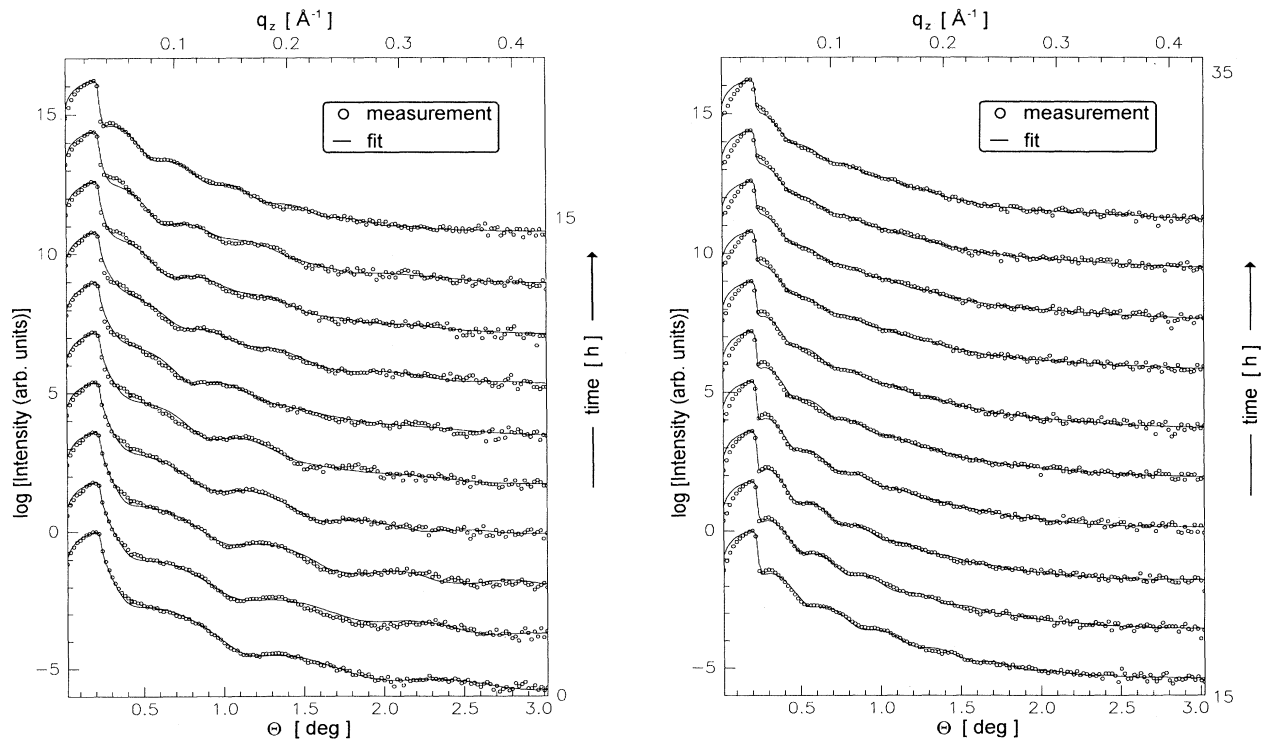 q_z [ Å⁻¹ ]
0.1 0.2 0.3 0.4
15
10
5
0
−5
log [Intensity (arb. units)]
measurement
fit
15
time [ h ]
0
0.5 1.0 1.5 2.0 2.5 3.0
Θ [ deg ]
q_z [ Å⁻¹ ]
0.1 0.2 0.3 0.4
35
15
10
5
0
−5
log [Intensity (arb. units)]
measurement
fit
time [ h ]
15
0.5 1.0 1.5 2.0 2.5 3.0
Θ [ deg ]